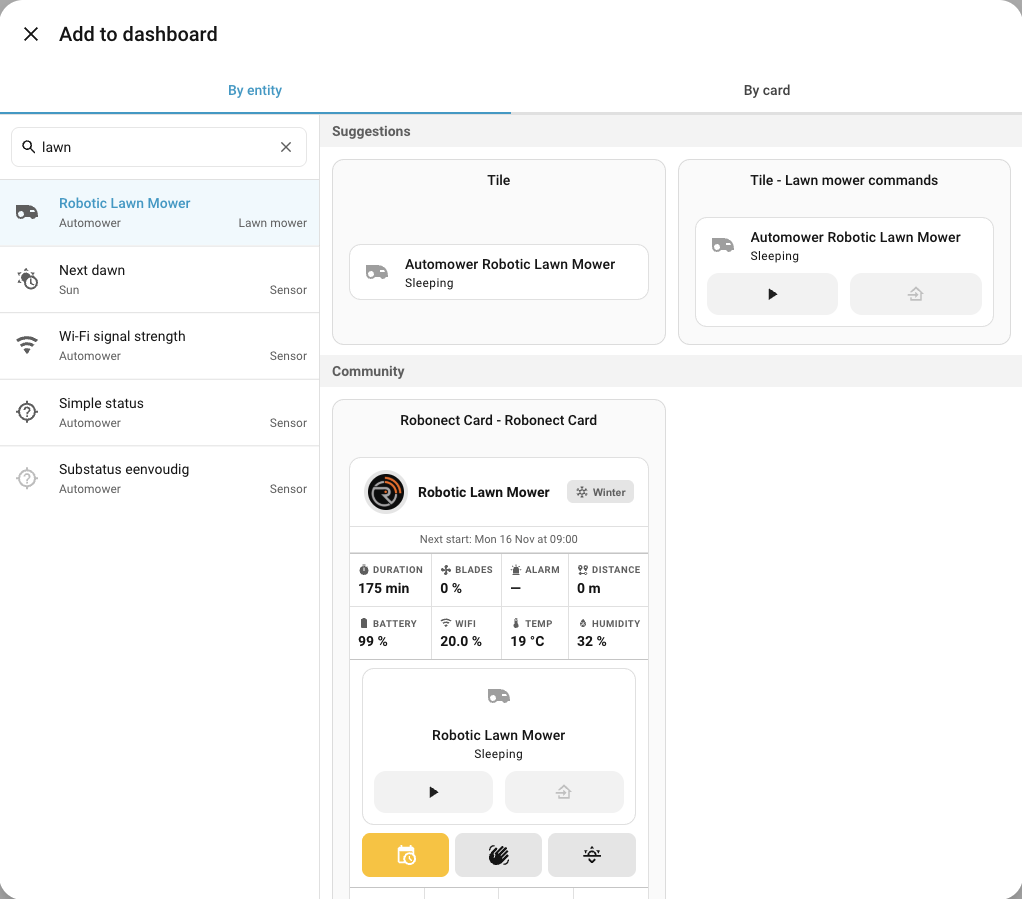 Add to dashboard
By entity
By card
lawn
Robotic Lawn Mower
Automower
Lawn mower
Next dawn
Sun
Sensor
Wi-Fi signal strength
Automower
Sensor
Simple status
Automower
Sensor
Substatus eenvoudig
Automower
Sensor
Suggestions
Tile
Automower Robotic Lawn Mower
Sleeping
Tile - Lawn mower commands
Automower Robotic Lawn Mower
Sleeping
Community
Robonect Card - Robonect Card
Robotic Lawn Mower
Winter
Next start: Mon 16 Nov at 09:00
DURATION
175 min
BLADES
0 %
ALARM
—
DISTANCE
0 m
BATTERY
99 %
WIFI
20.0 %
TEMP
19 °C
HUMIDITY
32 %
Robotic Lawn Mower
Sleeping